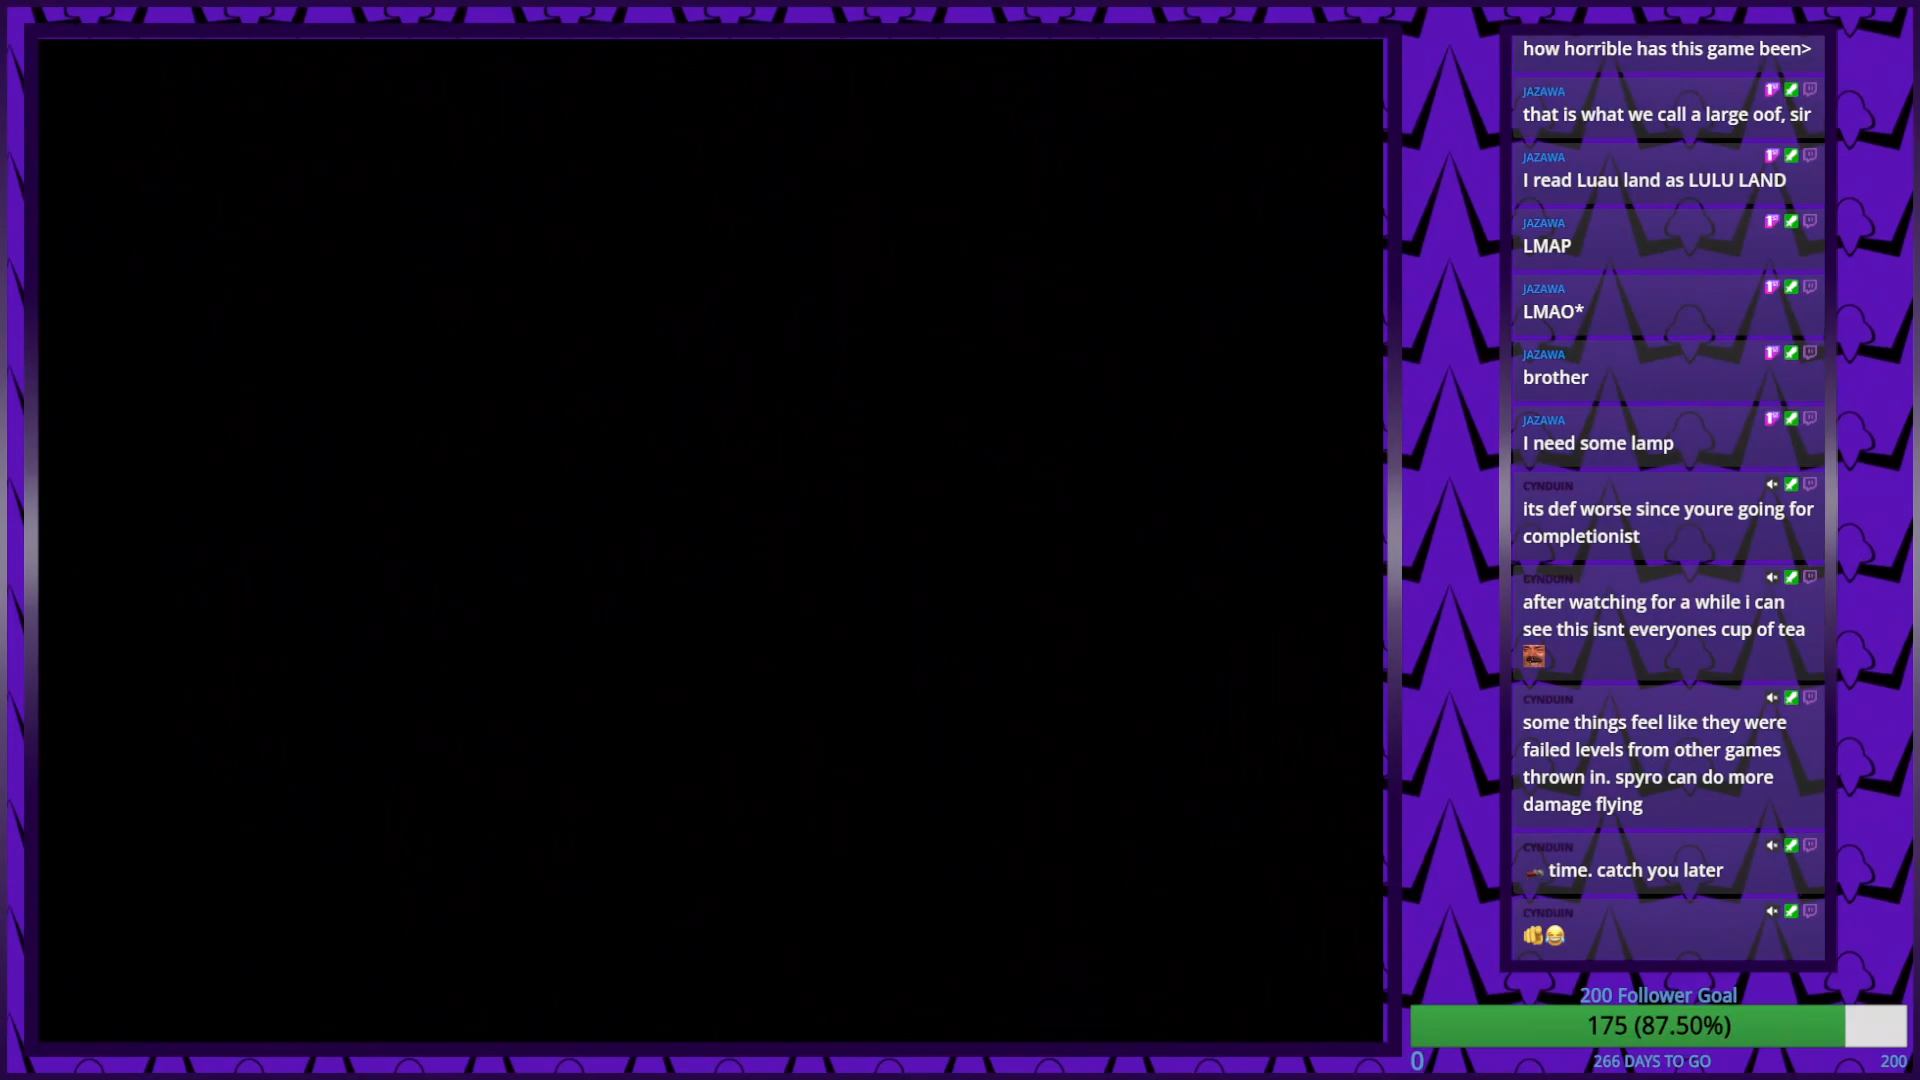 how horrible has this game been>
JAZAWA
that is what we call a large oof, sir
JAZAWA
I read Luau land as LULU LAND
JAZAWA
LMAP
JAZAWA
LMAO*
JAZAWA
brother
JAZAWA
I need some lamp
CYNDUIN
its def worse since youre going for
completionist
CYNDUIN
after watching for a while i can
see this isnt everyones cup of tea
CYNDUIN
some things feel like they were
failed levels from other games
thrown in. spyro can do more
damage flying
CYNDUIN
time. catch you later
CYNDUIN
200 Follower Goal
175 (87.50%)
0 266 DAYS TO GO 200